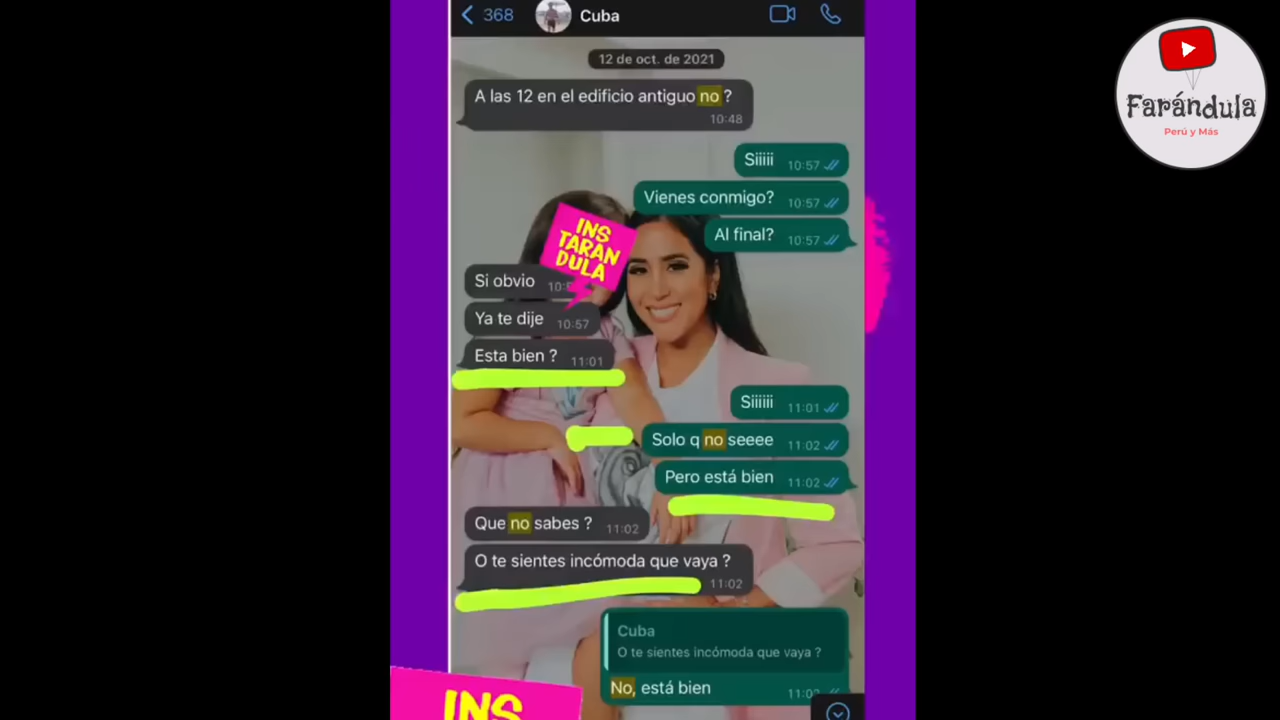 368
Cuba
12 de oct. de 2021
A las 12 en el edificio antiguo no ?
10:48
Siiiii
10:57
Vienes conmigo?
10:57
Al final?
10:57
INS
TARAN
DULA
Si obvio
Ya te dije
10:57
Esta bien ?
11:01
Siiiiii
11:01
Solo q no seeee
11:02
Pero está bien
11:02
Que no sabes ?
11:02
O te sientes incómoda que vaya ?
11:02
Cuba
O te sientes incómoda que vaya ?
No, está bien
INS
Farándula
Perú y Más